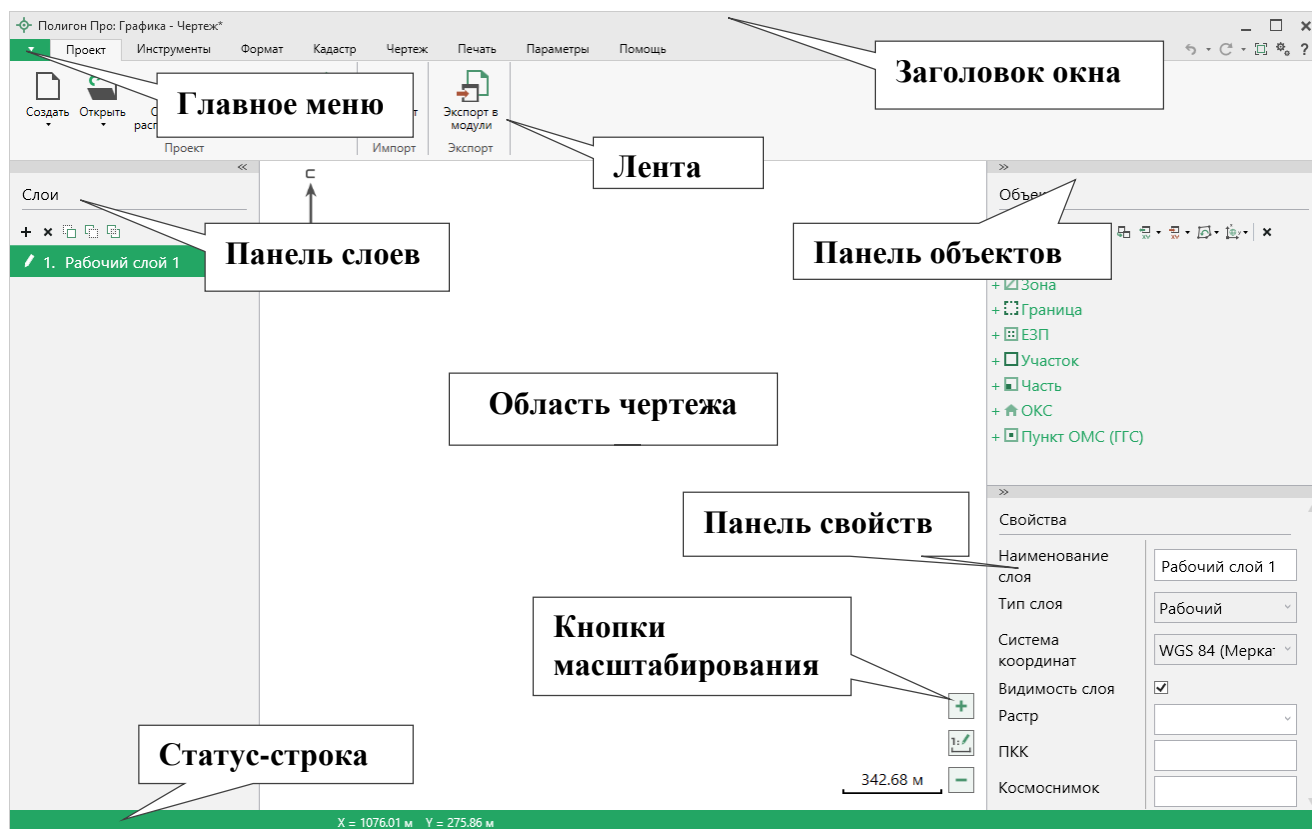 Полигон Про: Графика - Чертеж*
Проект Инструменты Формат Кадастр Чертеж Печать Параметры Помощь
Заголовок окна
Главное меню
Создать Открыть
Экспорт в
модули
Проект Импорт Экспорт
Лента
Слои
Панель слоев
1. Рабочий слой 1
Панель объектов
Зона
Граница
ЕЗП
Участок
Часть
ОКС
Пункт ОМС (ГГС)
Область чертежа
Панель свойств
Свойства
Наименование
слоя
Рабочий слой 1
Тип слоя
Рабочий
Система
координат
WGS 84 (Меркат
Видимость слоя
Растр
ПКК
Космоснимок
Кнопки
масштабирования
1:
342.68 м
Статус-строка
X = 1076.01 м Y = 275.86 м